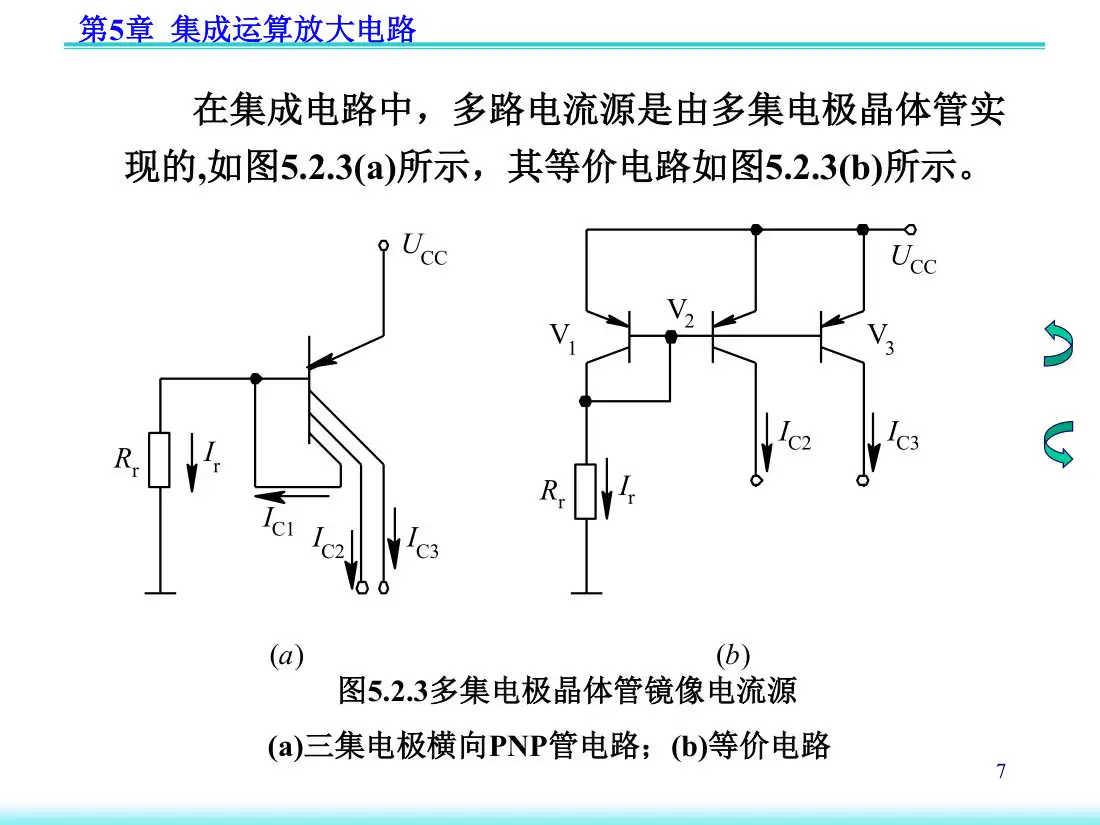 第5章 集成运算放大电路
在集成电路中，多路电流源是由多集电极晶体管实
现的,如图5.2.3(a)所示，其等价电路如图5.2.3(b)所示。
UCC
Rr
Ir
IC1
IC2
IC3
(a)
UCC
V1
V2
V3
IC2
IC3
Rr
Ir
(b)
图5.2.3多集电极晶体管镜像电流源
(a)三集电极横向PNP管电路；(b)等价电路
7